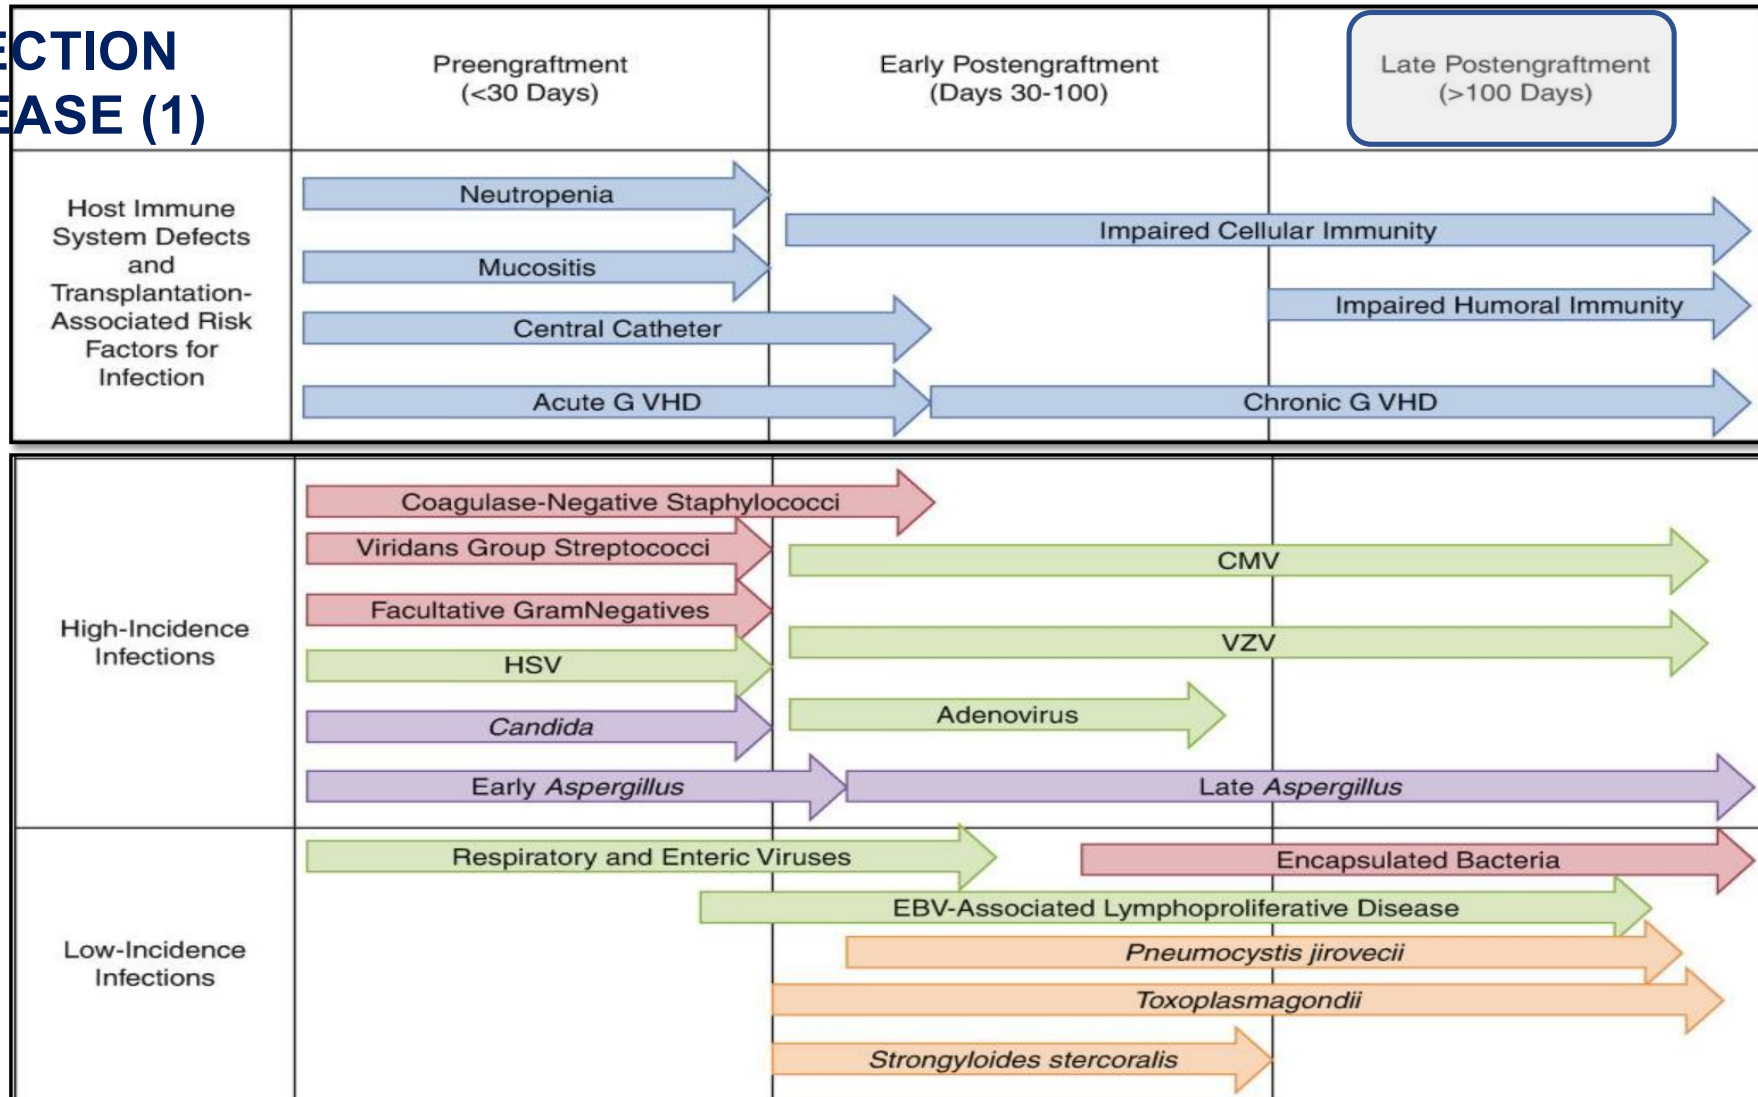 ECTION
EASE (1)
Preengraftment
(<30 Days)
Early Postengraftment
(Days 30-100)
Late Postengraftment
(>100 Days)
Host Immune
System Defects
and
Transplantation-
Associated Risk
Factors for
Infection
Neutropenia
Impaired Cellular Immunity
Mucositis
Impaired Humoral Immunity
Central Catheter
Acute G VHD
Chronic G VHD
High-Incidence
Infections
Coagulase-Negative Staphylococci
Viridans Group Streptococci
CMV
Facultative GramNegatives
VZV
HSV
Adenovirus
Candida
Early Aspergillus
Late Aspergillus
Low-Incidence
Infections
Respiratory and Enteric Viruses
Encapsulated Bacteria
EBV-Associated Lymphoproliferative Disease
Pneumocystis jirovecii
Toxoplasmagondii
Strongyloides stercoralis